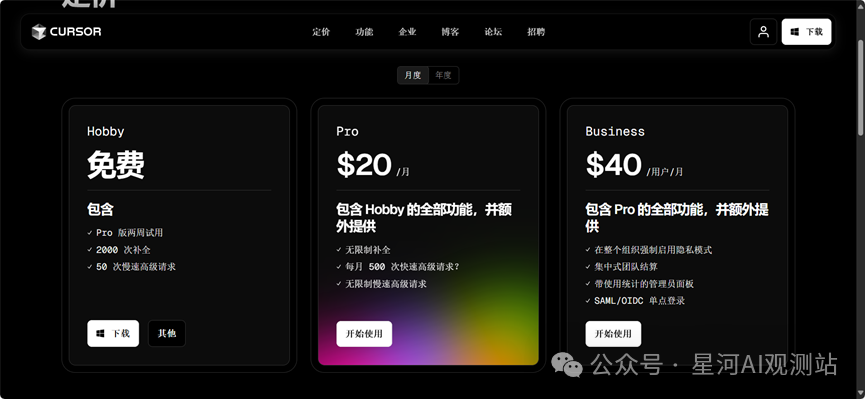 定价
CURSOR
定价 功能 企业 博客 论坛 招聘
下载
月度 年度
Hobby
免费
包含
✓ Pro 版两周试用
✓ 2000 次补全
✓ 50 次慢速高级请求
下载 其他
Pro
$20 /月
包含 Hobby 的全部功能，并额
外提供
✓ 无限制补全
✓ 每月 500 次快速高级请求?
✓ 无限制慢速高级请求
开始使用
Business
$40 /用户/月
包含 Pro 的全部功能，并额外提
供
✓ 在整个组织强制启用隐私模式
✓ 集中式团队结算
✓ 带使用统计的管理员面板
✓ SAML/OIDC 单点登录
开始使用
公众号 · 星河AI观测站